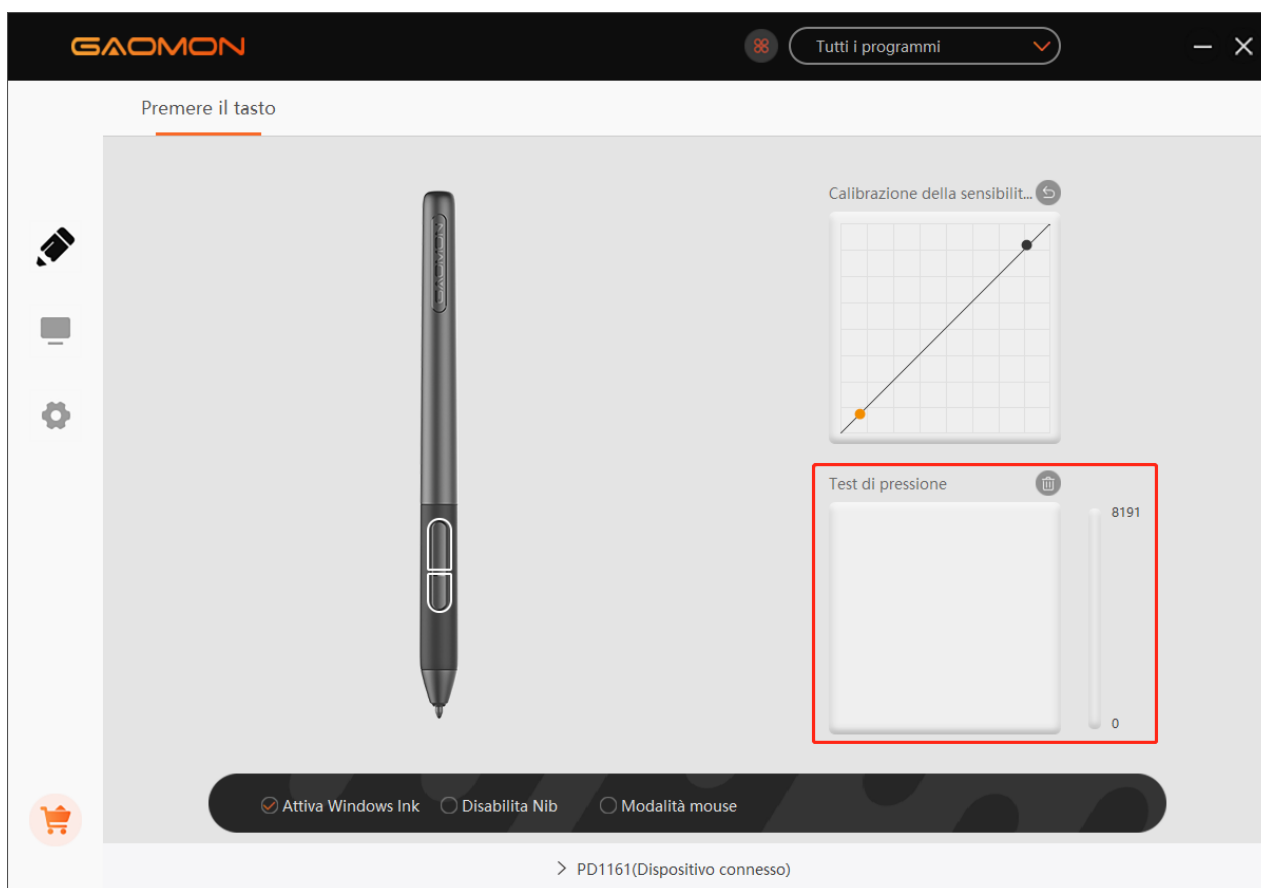 GAOMON
Tutti i programmi
Premere il tasto
Calibrazione della sensibilit...
GAOMON
Test di pressione
8191
0
Attiva Windows Ink
Disabilita Nib
Modalità mouse
PD1161(Dispositivo connesso)